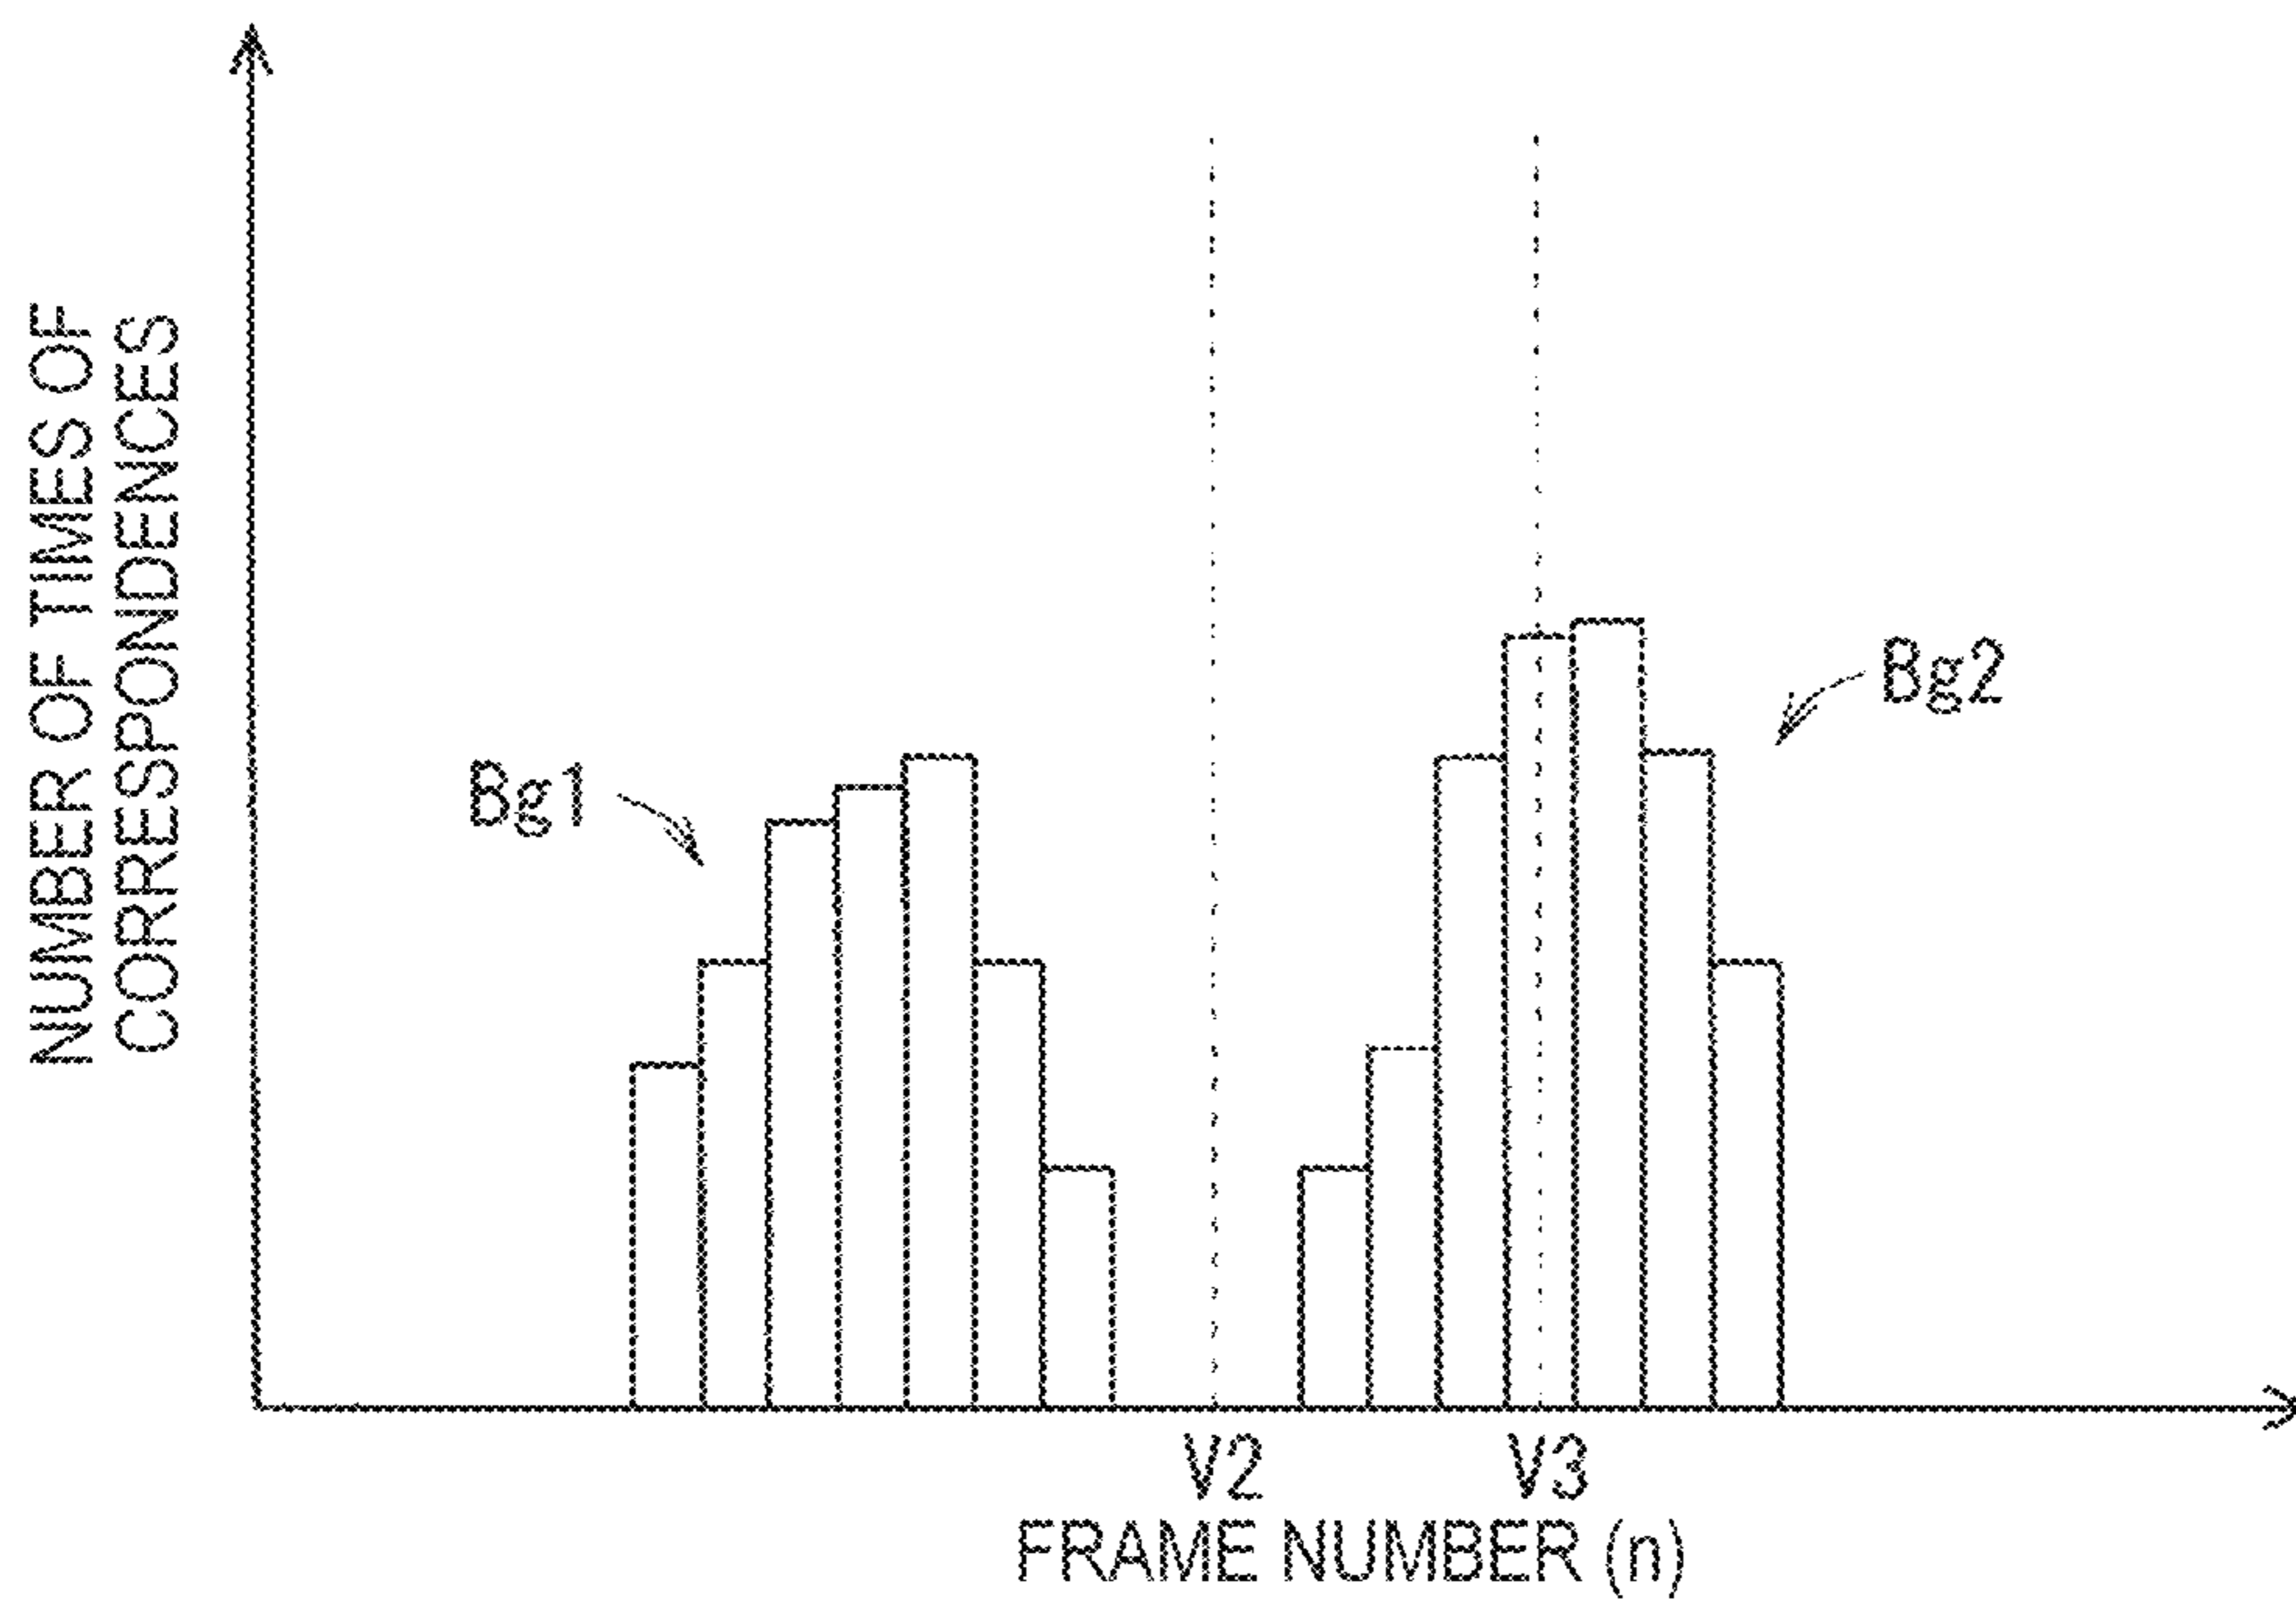 NUMBER OF TIMES OF
CORRESPONDENCES
Bg1
Bg2
V2
V3
FRAME NUMBER (n)